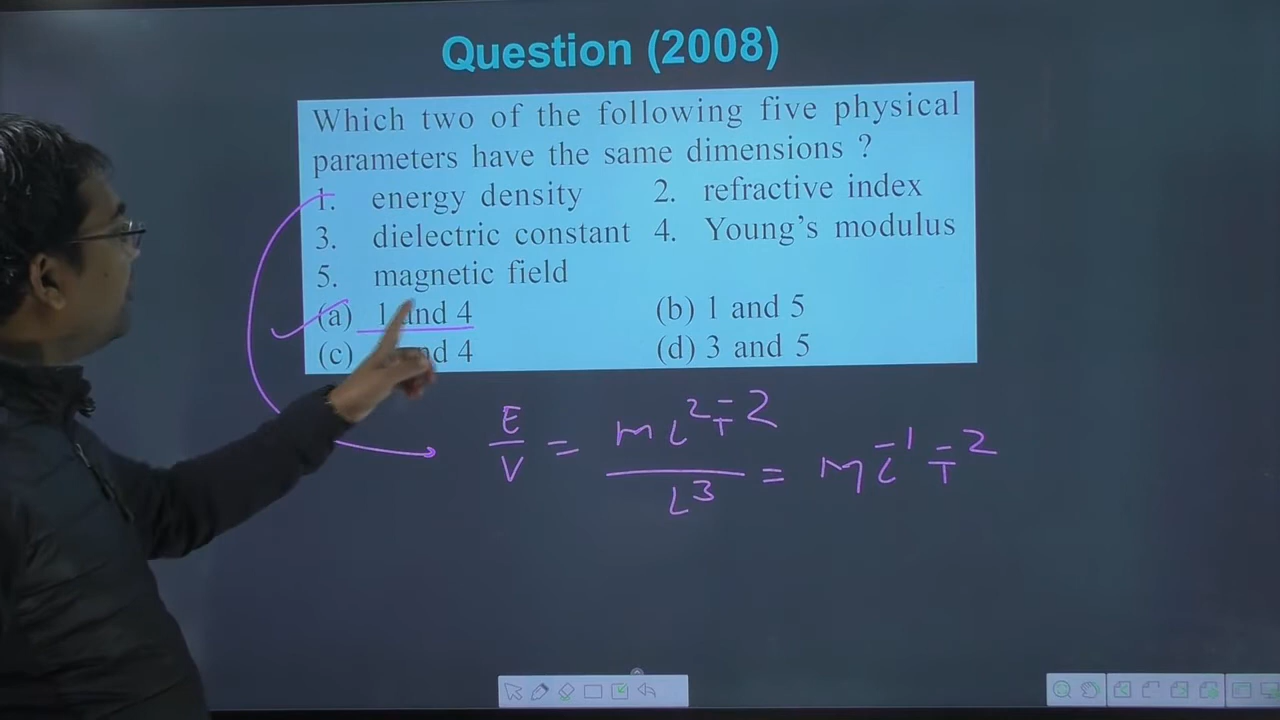 Question (2008)
Which two of the following five physical
parameters have the same dimensions ?
1. energy density 2. refractive index
3. dielectric constant 4. Young's modulus
5. magnetic field
(a) 1 and 4 (b) 1 and 5
(c) and 4 (d) 3 and 5
E/V = ML²T⁻²/L³ = ML⁻¹T⁻²